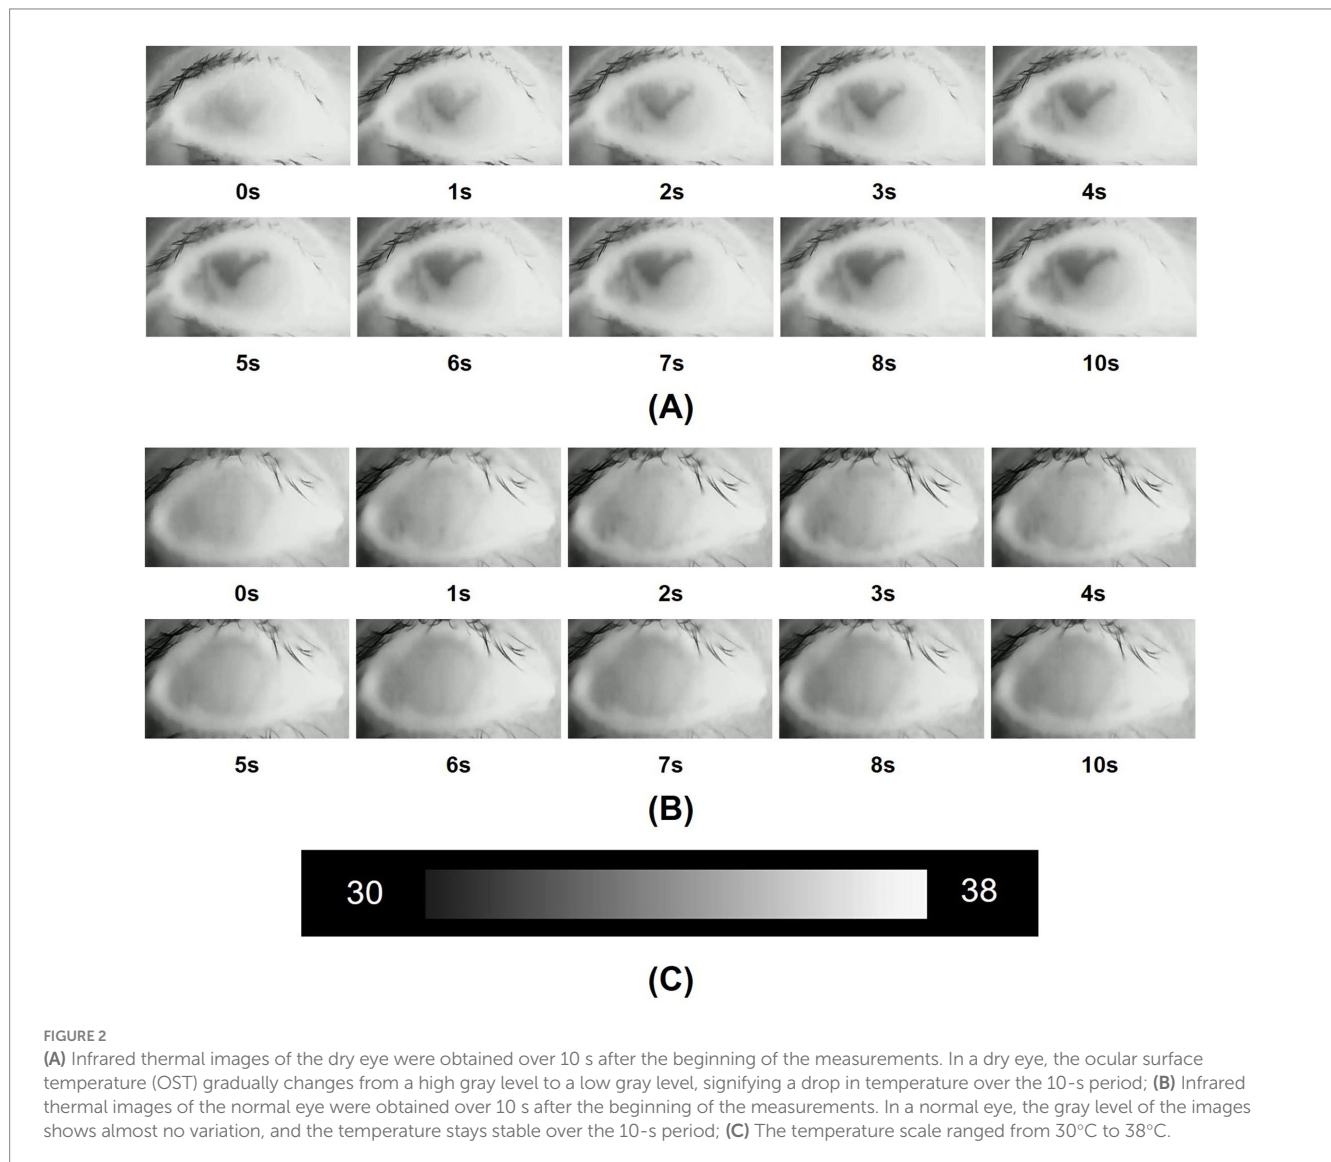 0s 1s 2s 3s 4s
5s 6s 7s 8s 10s
(A)
0s 1s 2s 3s 4s
5s 6s 7s 8s 10s
(B)
30 38
(C)
FIGURE 2
(A) Infrared thermal images of the dry eye were obtained over 10 s after the beginning of the measurements. In a dry eye, the ocular surface
temperature (OST) gradually changes from a high gray level to a low gray level, signifying a drop in temperature over the 10-s period; (B) Infrared
thermal images of the normal eye were obtained over 10 s after the beginning of the measurements. In a normal eye, the gray level of the images
shows almost no variation, and the temperature stays stable over the 10-s period; (C) The temperature scale ranged from 30°C to 38°C.